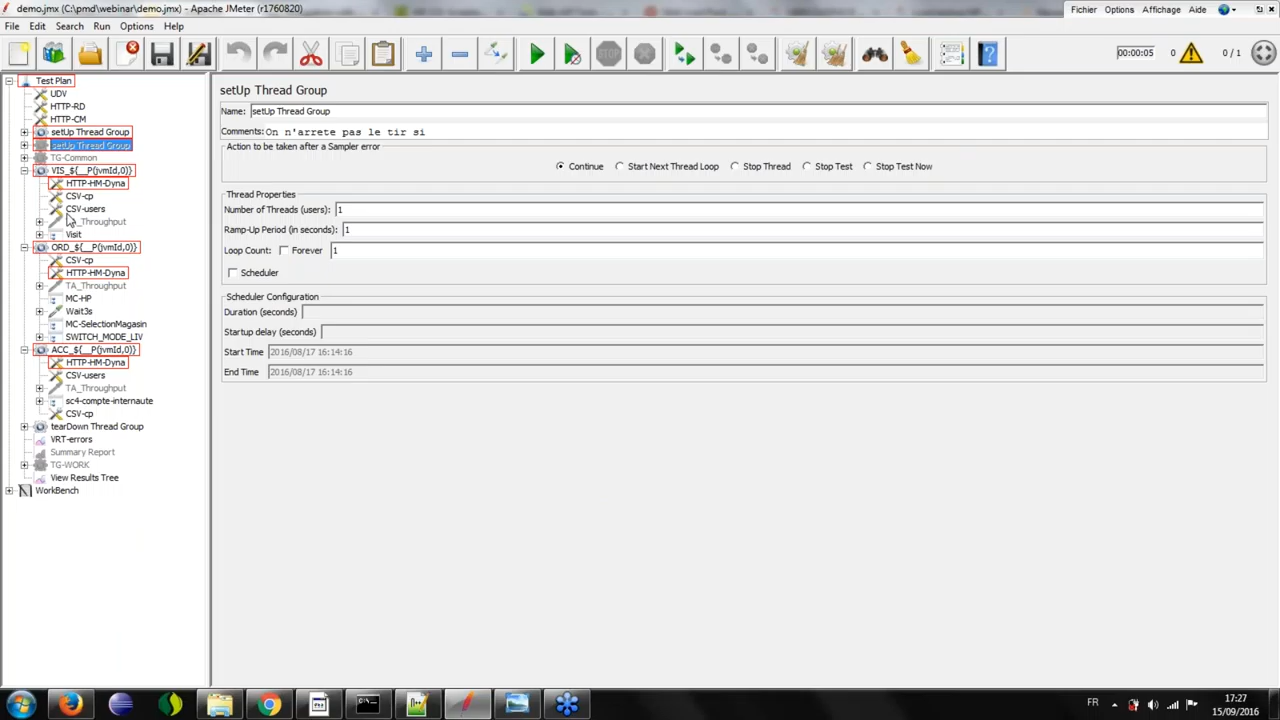 demo.jmx (C:\pmd\webinar\demo.jmx) - Apache JMeter (r1760820)
Fichier Options Affichage Aide
File Edit Search Run Options Help
STOP
00:00:05 0 0 / 1
Test Plan
UDV
HTTP-RD
HTTP-CM
setUp Thread Group
setUp Thread Group
TG-Common
VIS_${__P(jvmId,0)}
HTTP-HM-Dyna
CSV-cp
CSV-users
_Throughput
Visit
ORD_${__P(jvmId,0)}
CSV-cp
HTTP-HM-Dyna
TA_Throughput
MC-HP
Wait3s
MC-SelectionMagasin
SWITCH_MODE_LIV
ACC_${__P(jvmId,0)}
HTTP-HM-Dyna
CSV-users
TA_Throughput
sc4-compte-internaute
CSV-cp
tearDown Thread Group
VRT-errors
Summary Report
TG-WORK
View Results Tree
WorkBench
setUp Thread Group
Name: setUp Thread Group
Comments: On n'arrete pas le tir si
Action to be taken after a Sampler error
Continue Start Next Thread Loop Stop Thread Stop Test Stop Test Now
Thread Properties
Number of Threads (users): 1
Ramp-Up Period (in seconds): 1
Loop Count: Forever 1
Scheduler
Scheduler Configuration
Duration (seconds)
Startup delay (seconds)
Start Time 2016/08/17 16:14:16
End Time 2016/08/17 16:14:16
FR
17:27
15/09/2016